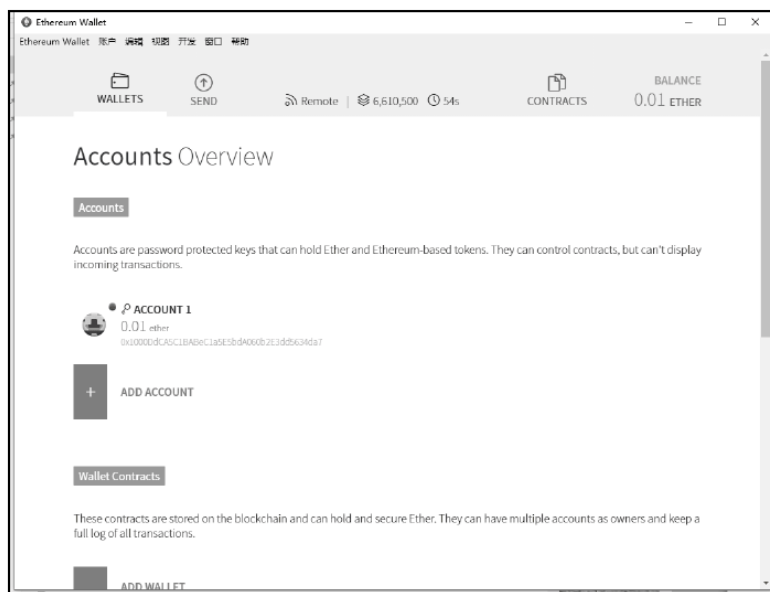 Ethereum Wallet
Ethereum Wallet 账户 编辑 视图 开发 窗口 帮助
WALLETS
SEND
Remote | 6,610,500 54s
CONTRACTS
BALANCE
0.01 ETHER
Accounts Overview
Accounts
Accounts are password protected keys that can hold Ether and Ethereum-based tokens. They can control contracts, but can't display
incoming transactions.
ACCOUNT 1
0.01 ether
+ ADD ACCOUNT
Wallet Contracts
These contracts are stored on the blockchain and can hold and secure Ether. They can have multiple accounts as owners and keep a
full log of all transactions.
ADD WALLET